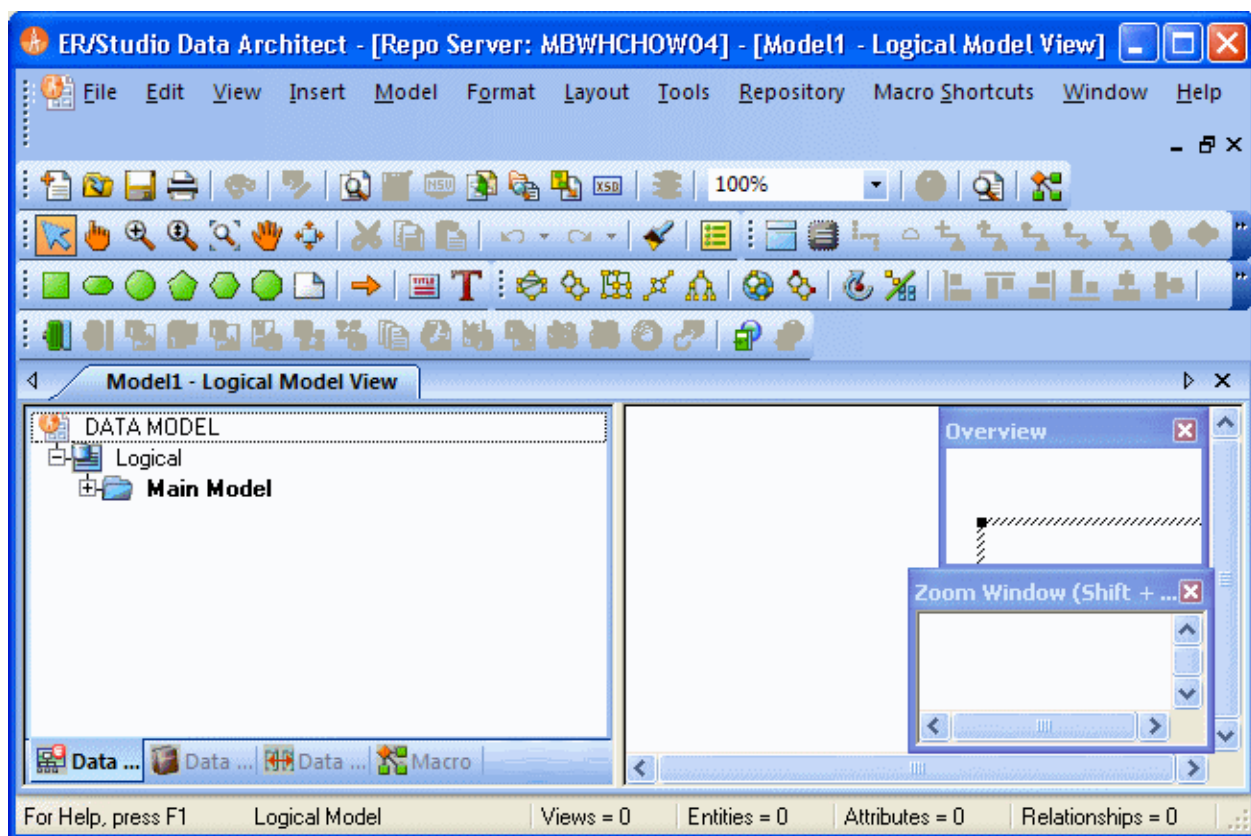 ER/Studio Data Architect - [Repo Server: MBWHCHOW04] - [Model1 - Logical Model View]
File Edit View Insert Model Format Layout Tools Repository Macro Shortcuts Window Help
NSU XSD 100%
TITLE T
Model1 - Logical Model View
DATA MODEL
Logical
Main Model
Overview
Zoom Window (Shift + ...
Data ... Data ... Data ... Macro
For Help, press F1 Logical Model Views = 0 Entities = 0 Attributes = 0 Relationships = 0